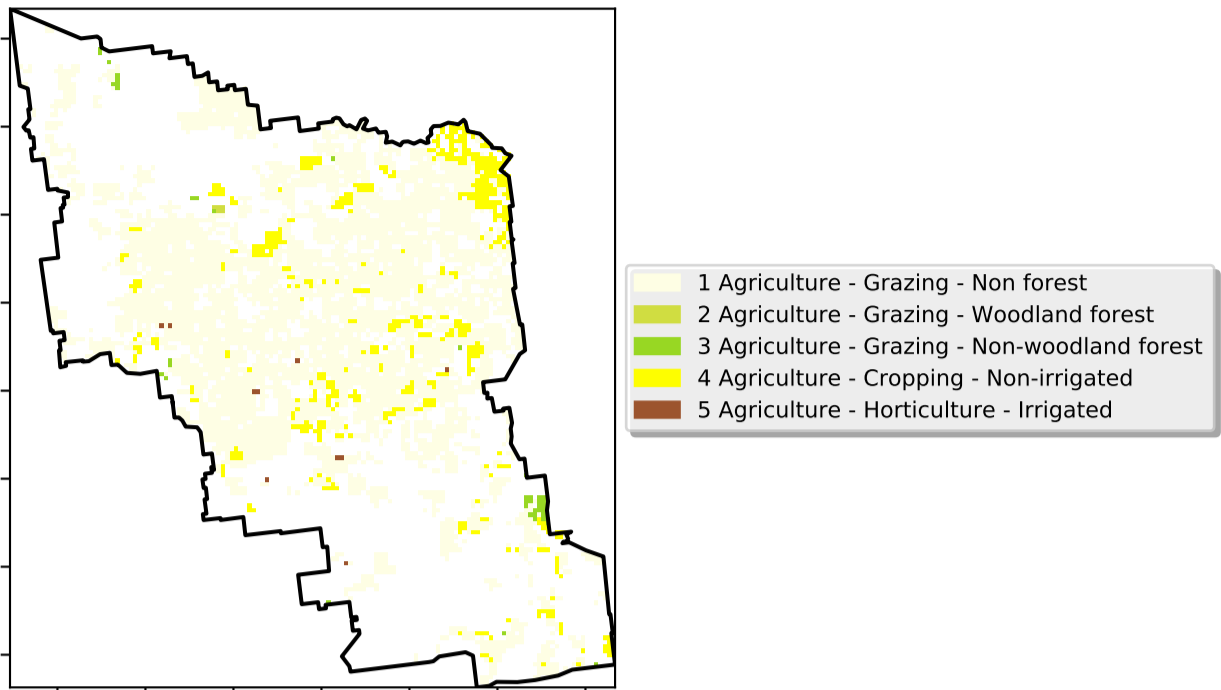 1 Agriculture - Grazing - Non forest
2 Agriculture - Grazing - Woodland forest
3 Agriculture - Grazing - Non-woodland forest
4 Agriculture - Cropping - Non-irrigated
5 Agriculture - Horticulture - Irrigated